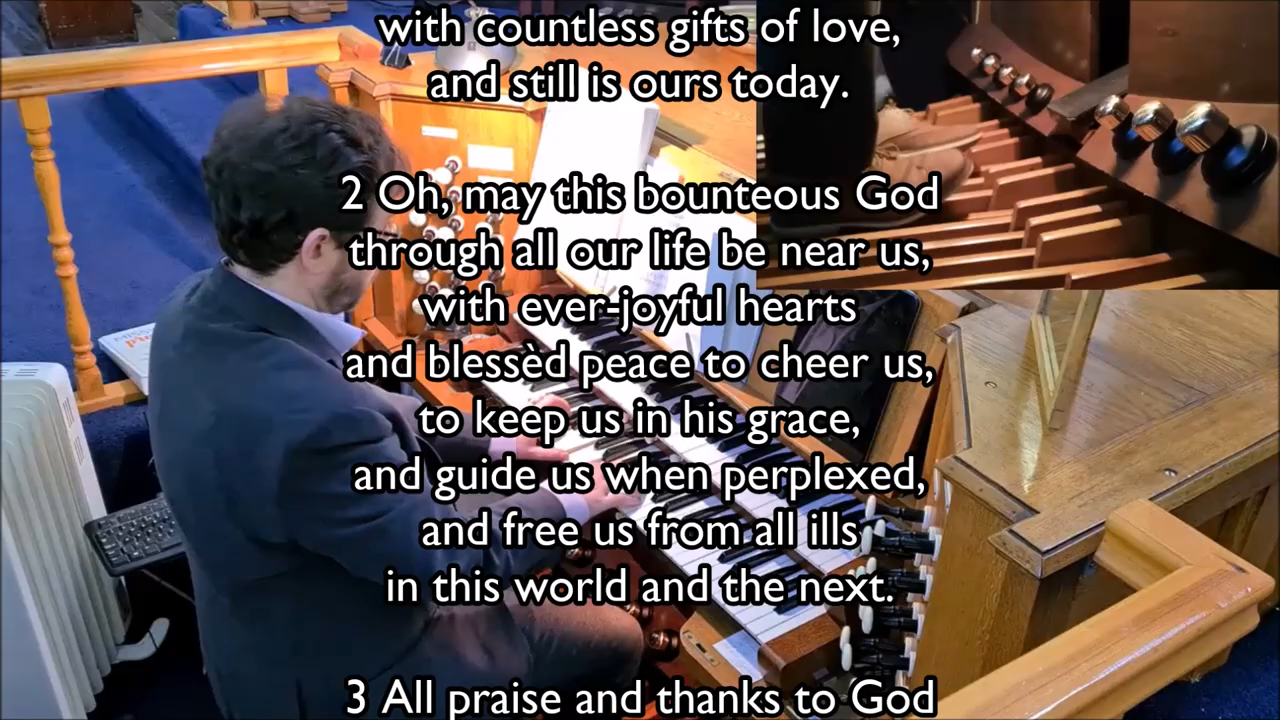 with countless gifts of love,
and still is ours today.
2 Oh, may this bounteous God
through all our life be near us,
with ever-joyful hearts
and blessèd peace to cheer us,
to keep us in his grace,
and guide us when perplexed,
and free us from all ills
in this world and the next.
3 All praise and thanks to God